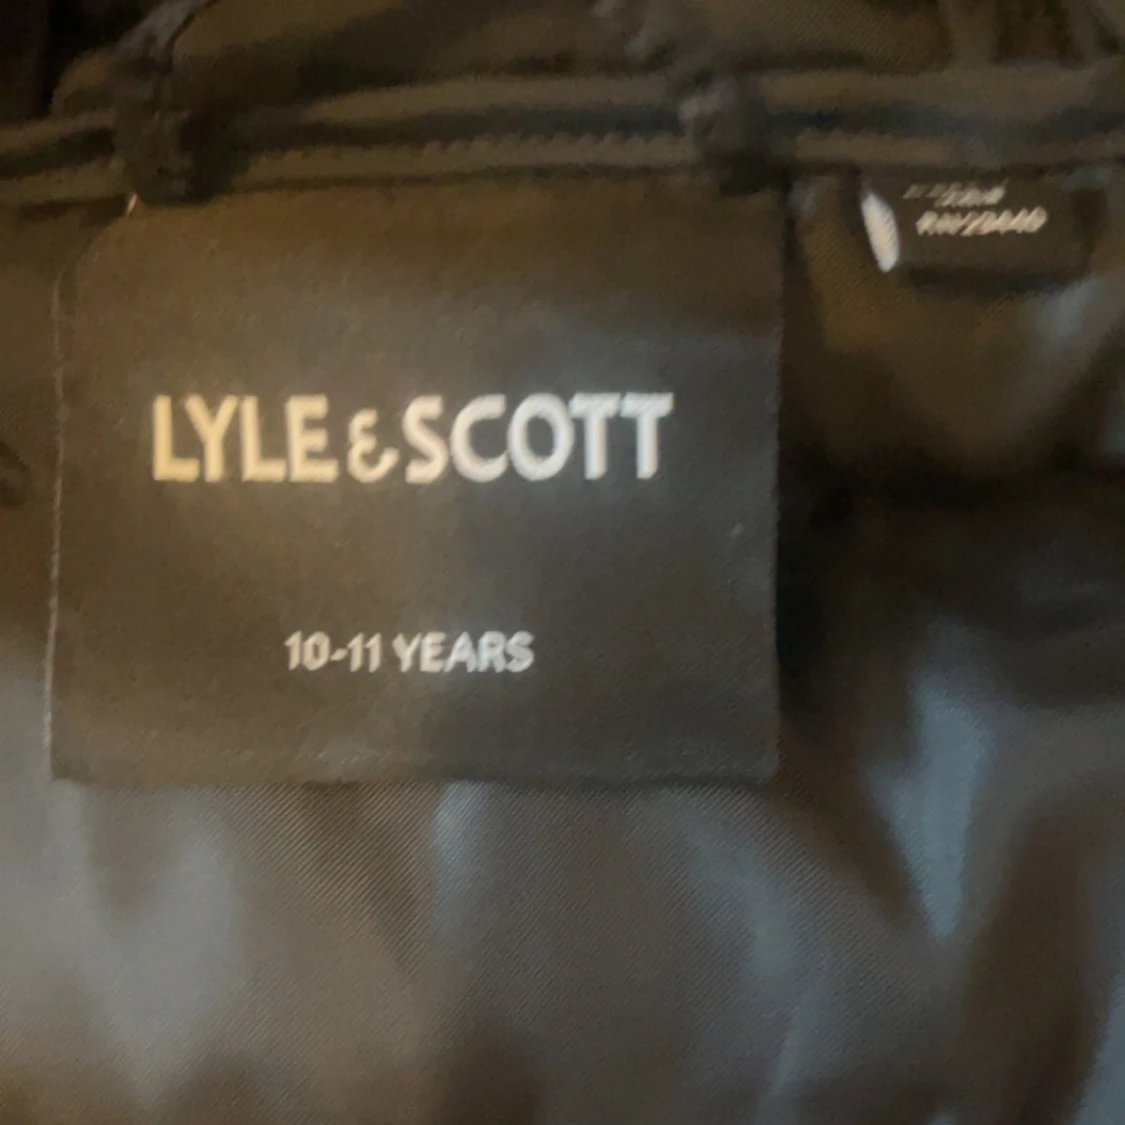 LYLE & SCOTT
10-11 YEARS